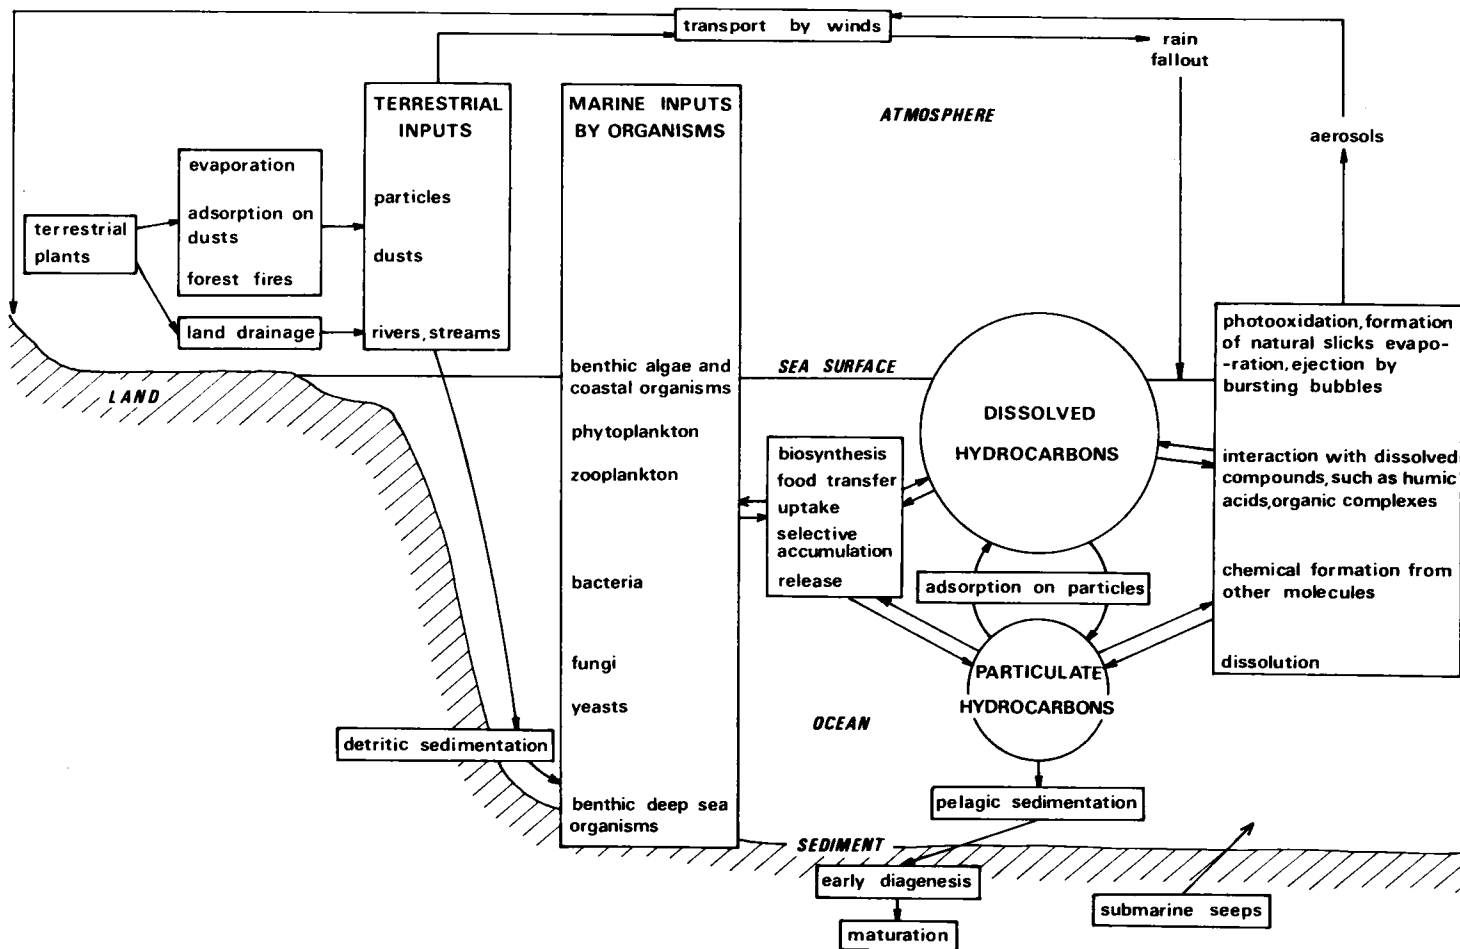 transport by winds
rain
fallout
TERRESTRIAL
INPUTS
MARINE INPUTS
BY ORGANISMS
ATMOSPHERE
aerosols
evaporation
adsorption on
dusts
forest fires
particles
dusts
terrestrial
plants
land drainage
rivers, streams
photooxidation, formation
of natural slicks evapo-
-ration, ejection by
bursting bubbles
benthic algae and
coastal organisms
SEA SURFACE
LAND
DISSOLVED
HYDROCARBONS
phytoplankton
zooplankton
biosynthesis
food transfer
uptake
selective
accumulation
release
interaction with dissolved
compounds, such as humic
acids, organic complexes
bacteria
adsorption on particles
chemical formation from
other molecules
fungi
yeasts
PARTICULATE
HYDROCARBONS
dissolution
OCEAN
detritic sedimentation
benthic deep sea
organisms
pelagic sedimentation
SEDIMENT
early diagenesis
submarine seeps
maturation